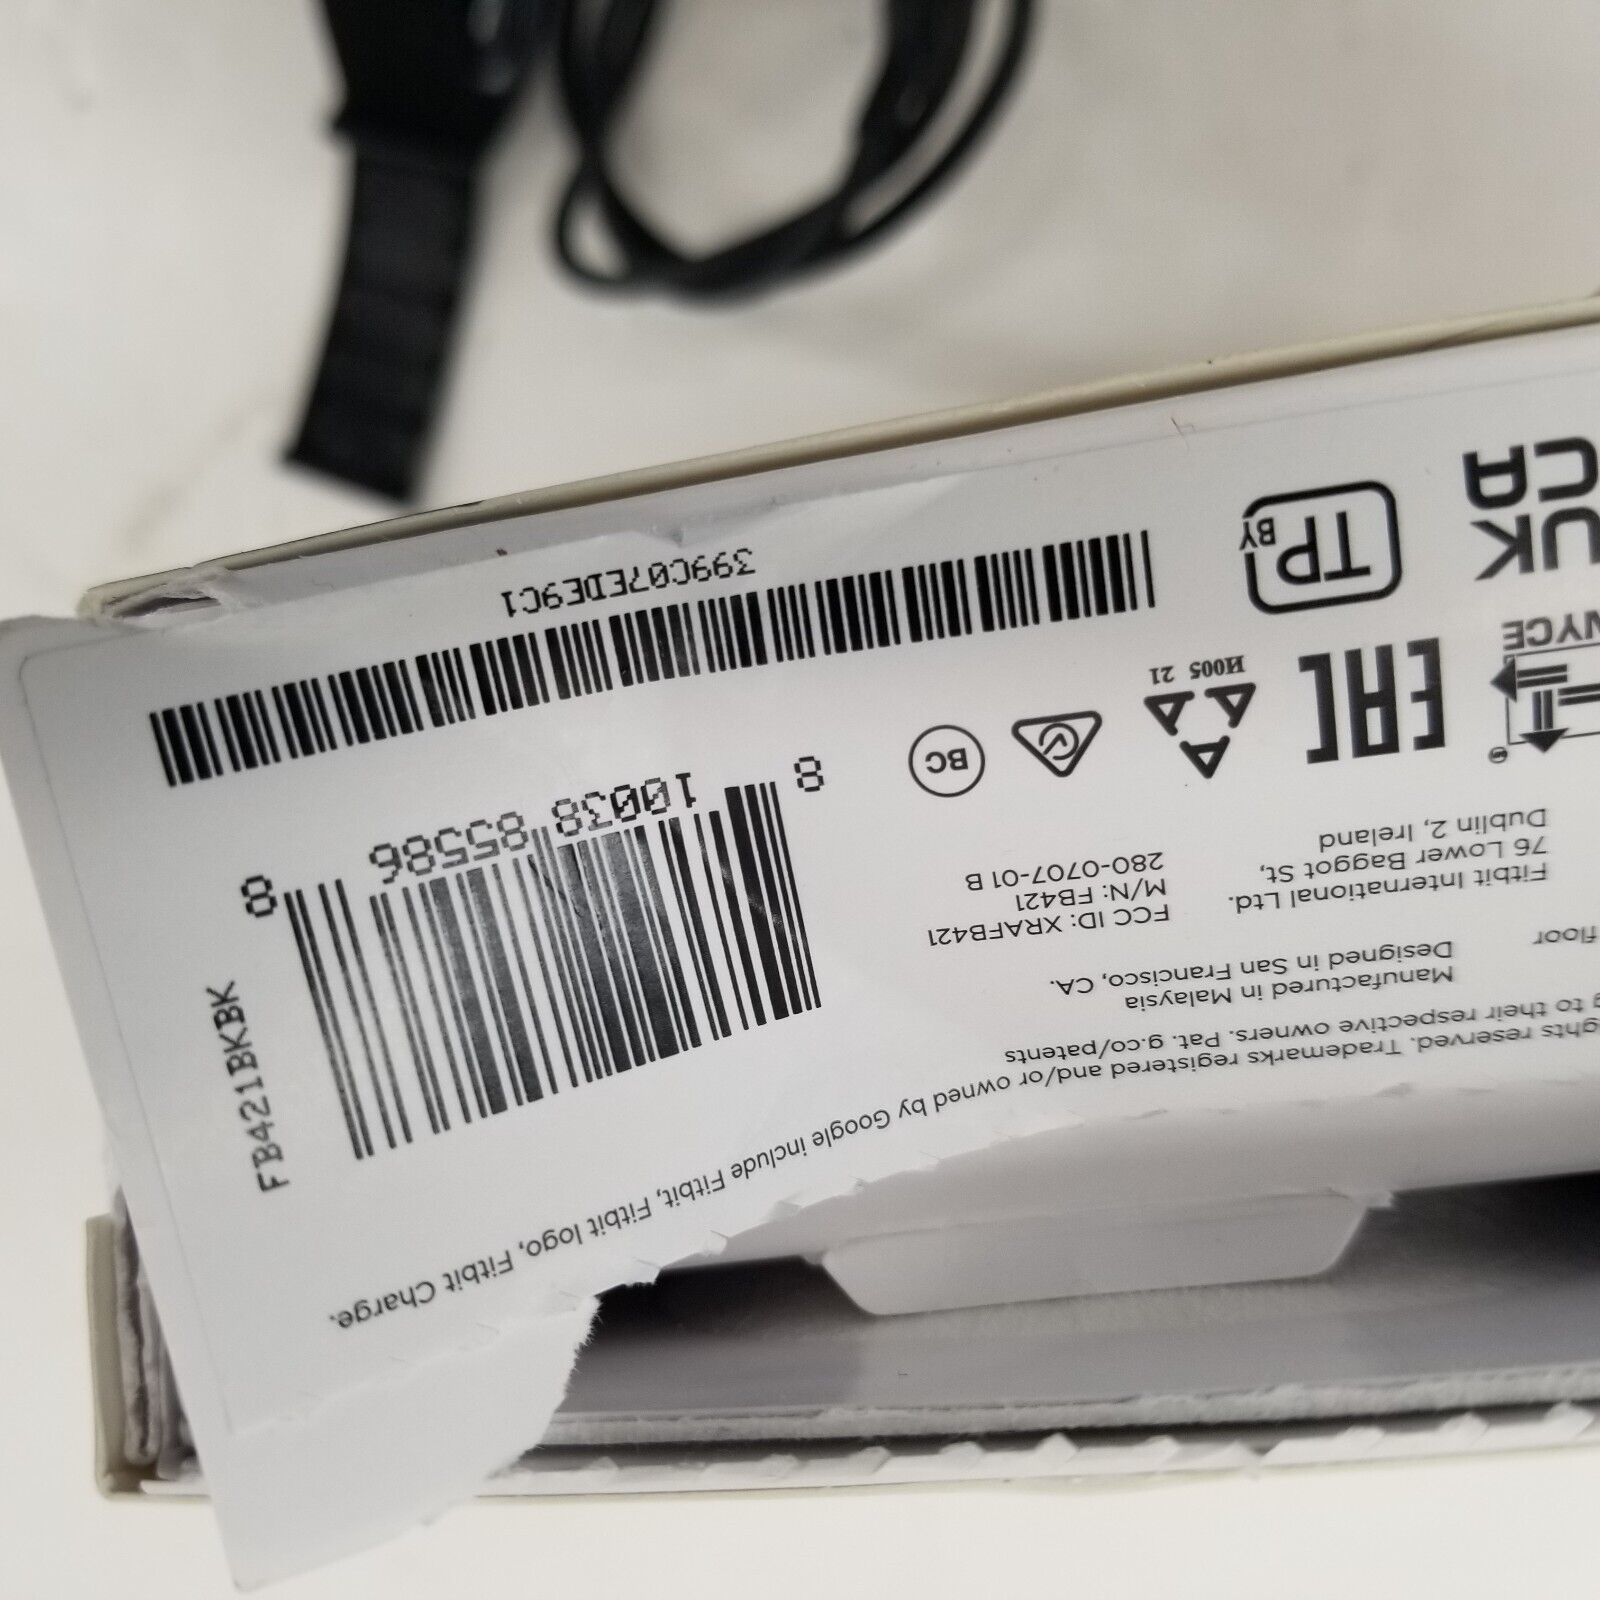 ghts reserved. Trademarks registered and/or owned by Google include Fitbit, Fitbit logo, Fitbit Charge.
to their respective owners. Pat. g.co/patents
Manufactured in Malaysia
Designed in San Francisco, CA.
floor
Fitbit International Ltd.
76 Lower Baggot St,
Dublin 2, Ireland
FCC ID: XRAFB421
M/N: FB421
280-0707-01 B
FB421BKBK
8 10038 85586 8
NYCE
EAC
И005 21
BC
UK
CA
TP
BY
399C07EDE9C1